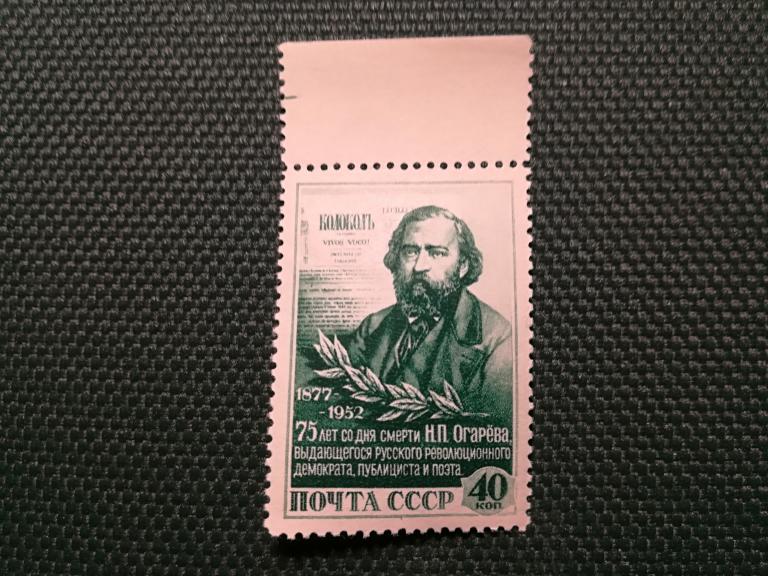 КОЛОКОЛЪ
VIVOS VOCO!
1877-
-1952
75 лет со дня смерти Н.П. Огарёва,
выдающегося русского революционного
демократа, публициста и поэта.
ПОЧТА СССР
40
КОП